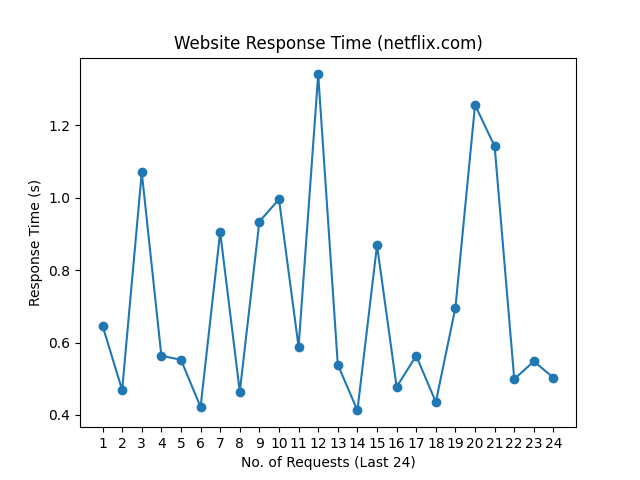 Website Response Time (netflix.com)
Response Time (s)
1.2
1.0
0.8
0.6
0.4
1 2 3 4 5 6 7 8 9 10 11 12 13 14 15 16 17 18 19 20 21 22 23 24
No. of Requests (Last 24)